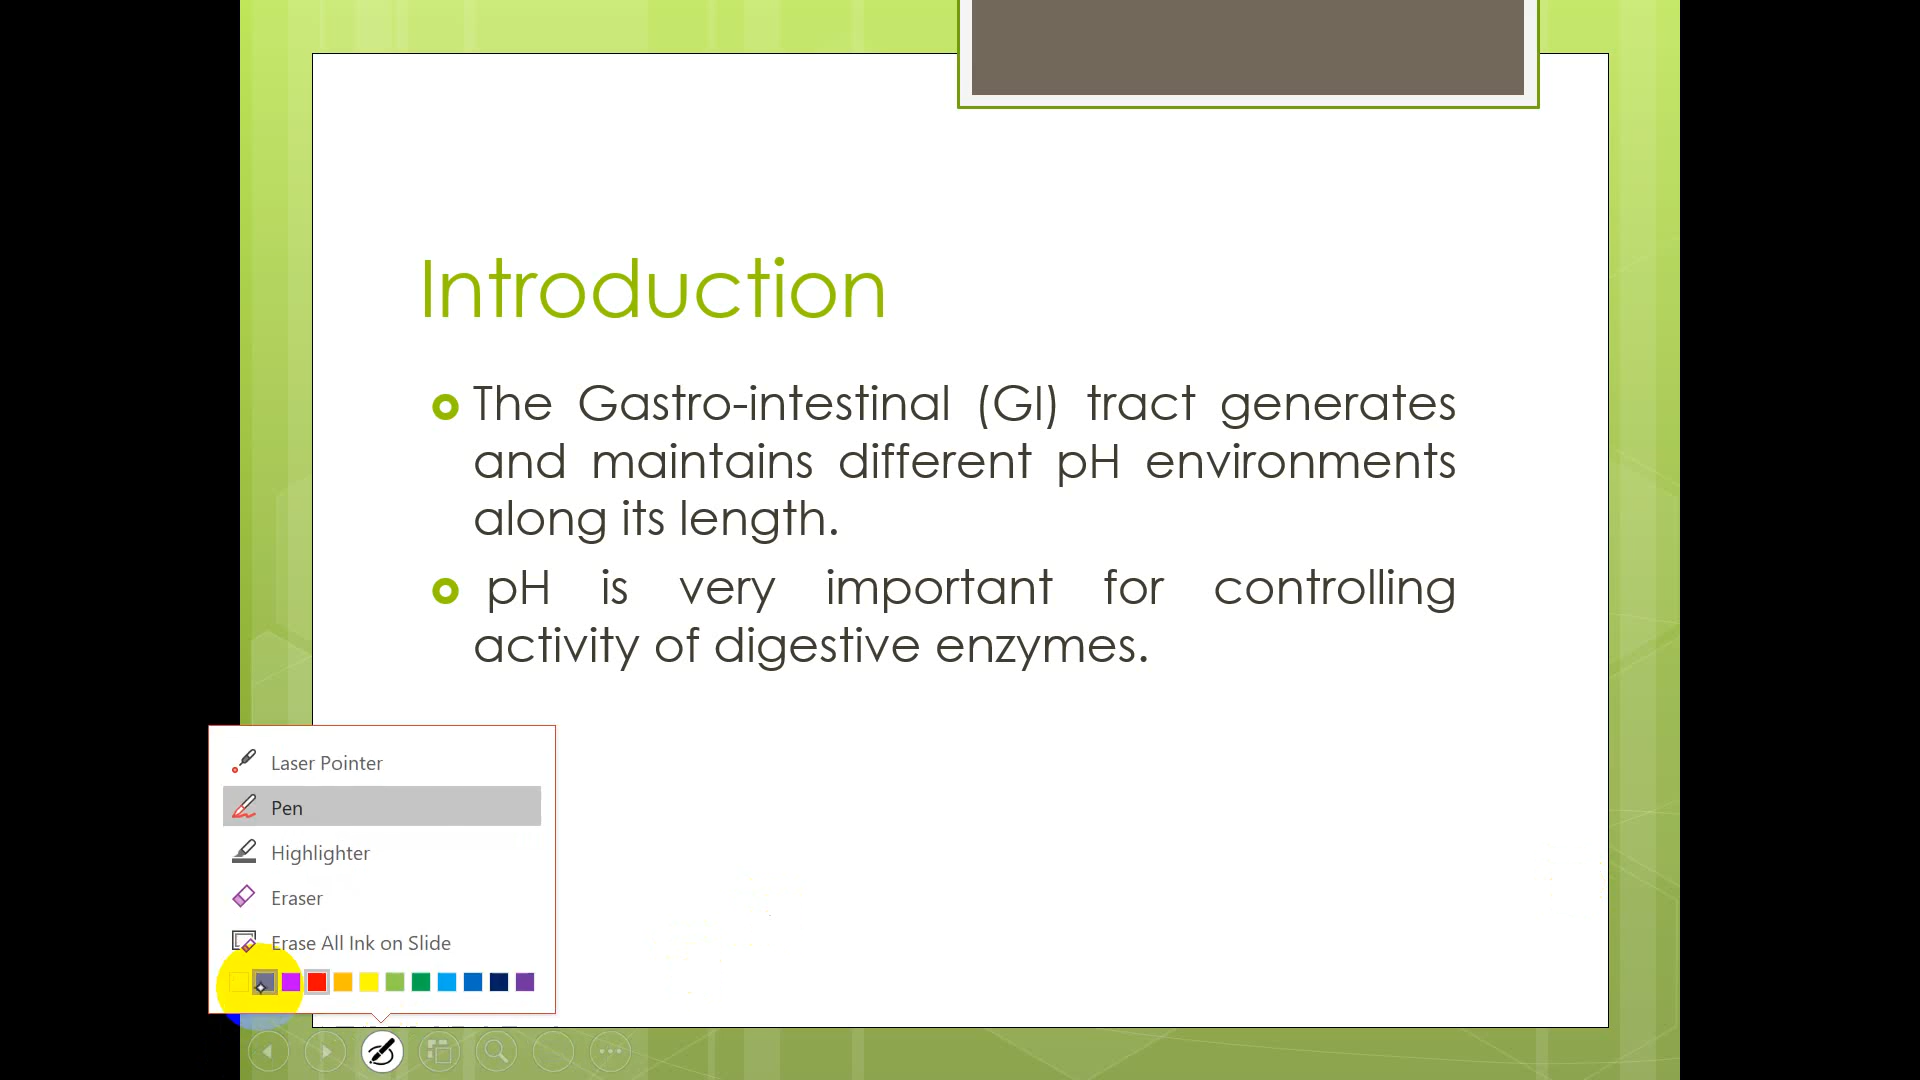 Introduction
The Gastro-intestinal (GI) tract generates
and maintains different pH environments
along its length.
pH is very important for controlling
activity of digestive enzymes.
Laser Pointer
Pen
Highlighter
Eraser
Erase All Ink on Slide